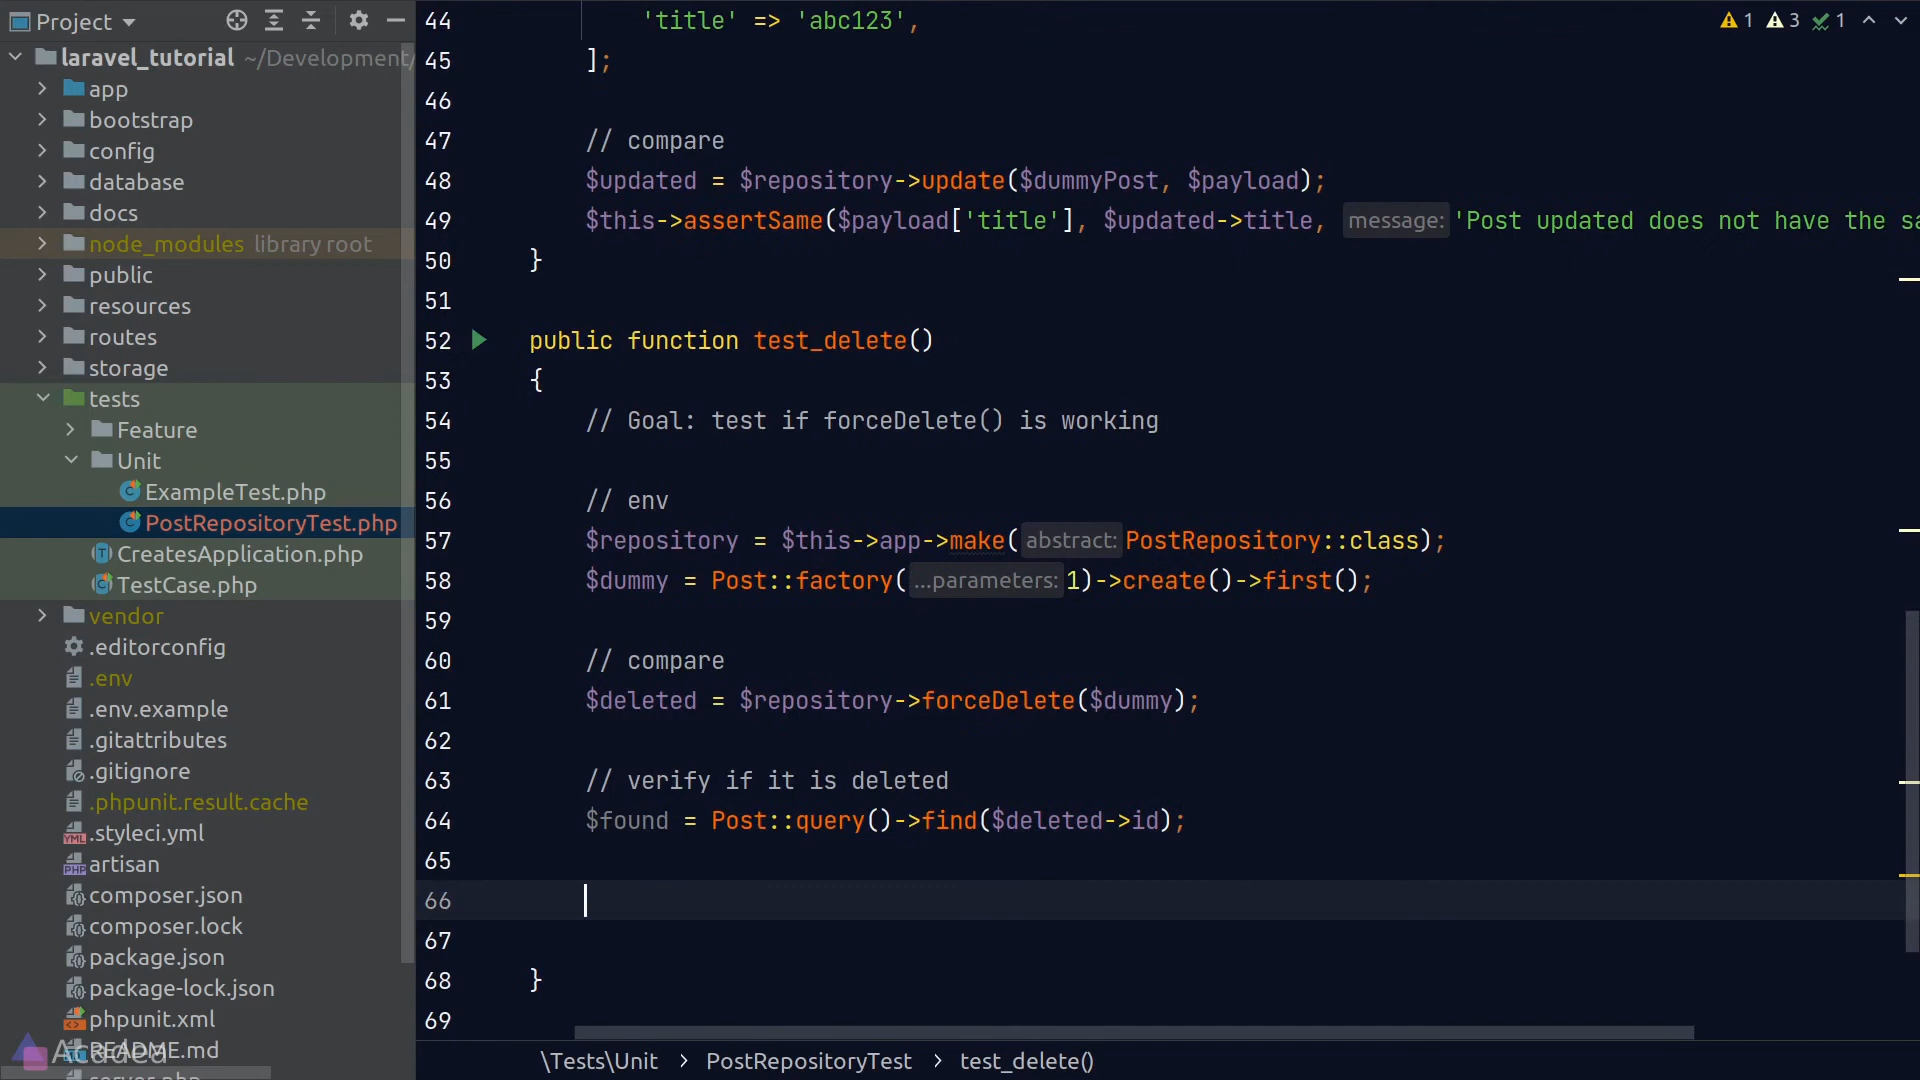 Project
laravel_tutorial ~/Development/
app
bootstrap
config
database
docs
node_modules library root
public
resources
routes
storage
tests
Feature
Unit
ExampleTest.php
PostRepositoryTest.php
CreatesApplication.php
TestCase.php
vendor
.editorconfig
.env
.env.example
.gitattributes
.gitignore
.phpunit.result.cache
.styleci.yml
artisan
composer.json
composer.lock
package.json
package-lock.json
phpunit.xml
README.md
server.php
Acadea
1 3 1
44 'title' => 'abc123',
45 ];
46
47 // compare
48 $updated = $repository->update($dummyPost, $payload);
49 $this->assertSame($payload['title'], $updated->title, message: 'Post updated does not have the sa
50 }
51
52 public function test_delete()
53 {
54 // Goal: test if forceDelete() is working
55
56 // env
57 $repository = $this->app->make( abstract: PostRepository::class);
58 $dummy = Post::factory( ...parameters: 1)->create()->first();
59
60 // compare
61 $deleted = $repository->forceDelete($dummy);
62
63 // verify if it is deleted
64 $found = Post::query()->find($deleted->id);
65
66
67
68 }
69
\Tests\Unit > PostRepositoryTest > test_delete()